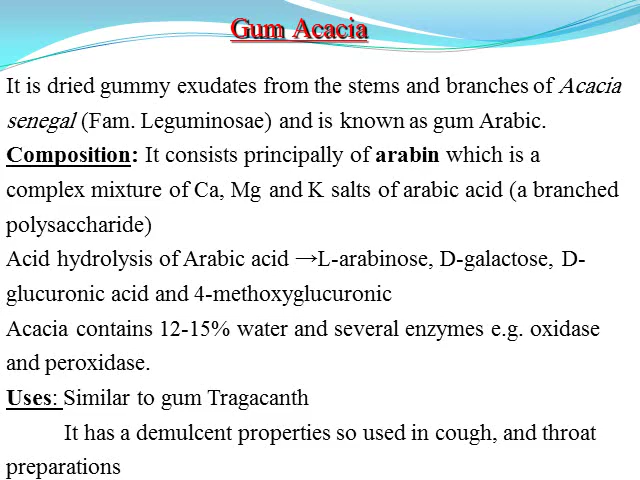 Gum Acacia
It is dried gummy exudates from the stems and branches of Acacia
senegal (Fam. Leguminosae) and is known as gum Arabic.
Composition: It consists principally of arabin which is a
complex mixture of Ca, Mg and K salts of arabic acid (a branched
polysaccharide)
Acid hydrolysis of Arabic acid →L-arabinose, D-galactose, D-
glucuronic acid and 4-methoxyglucuronic
Acacia contains 12-15% water and several enzymes e.g. oxidase
and peroxidase.
Uses: Similar to gum Tragacanth
It has a demulcent properties so used in cough, and throat
preparations